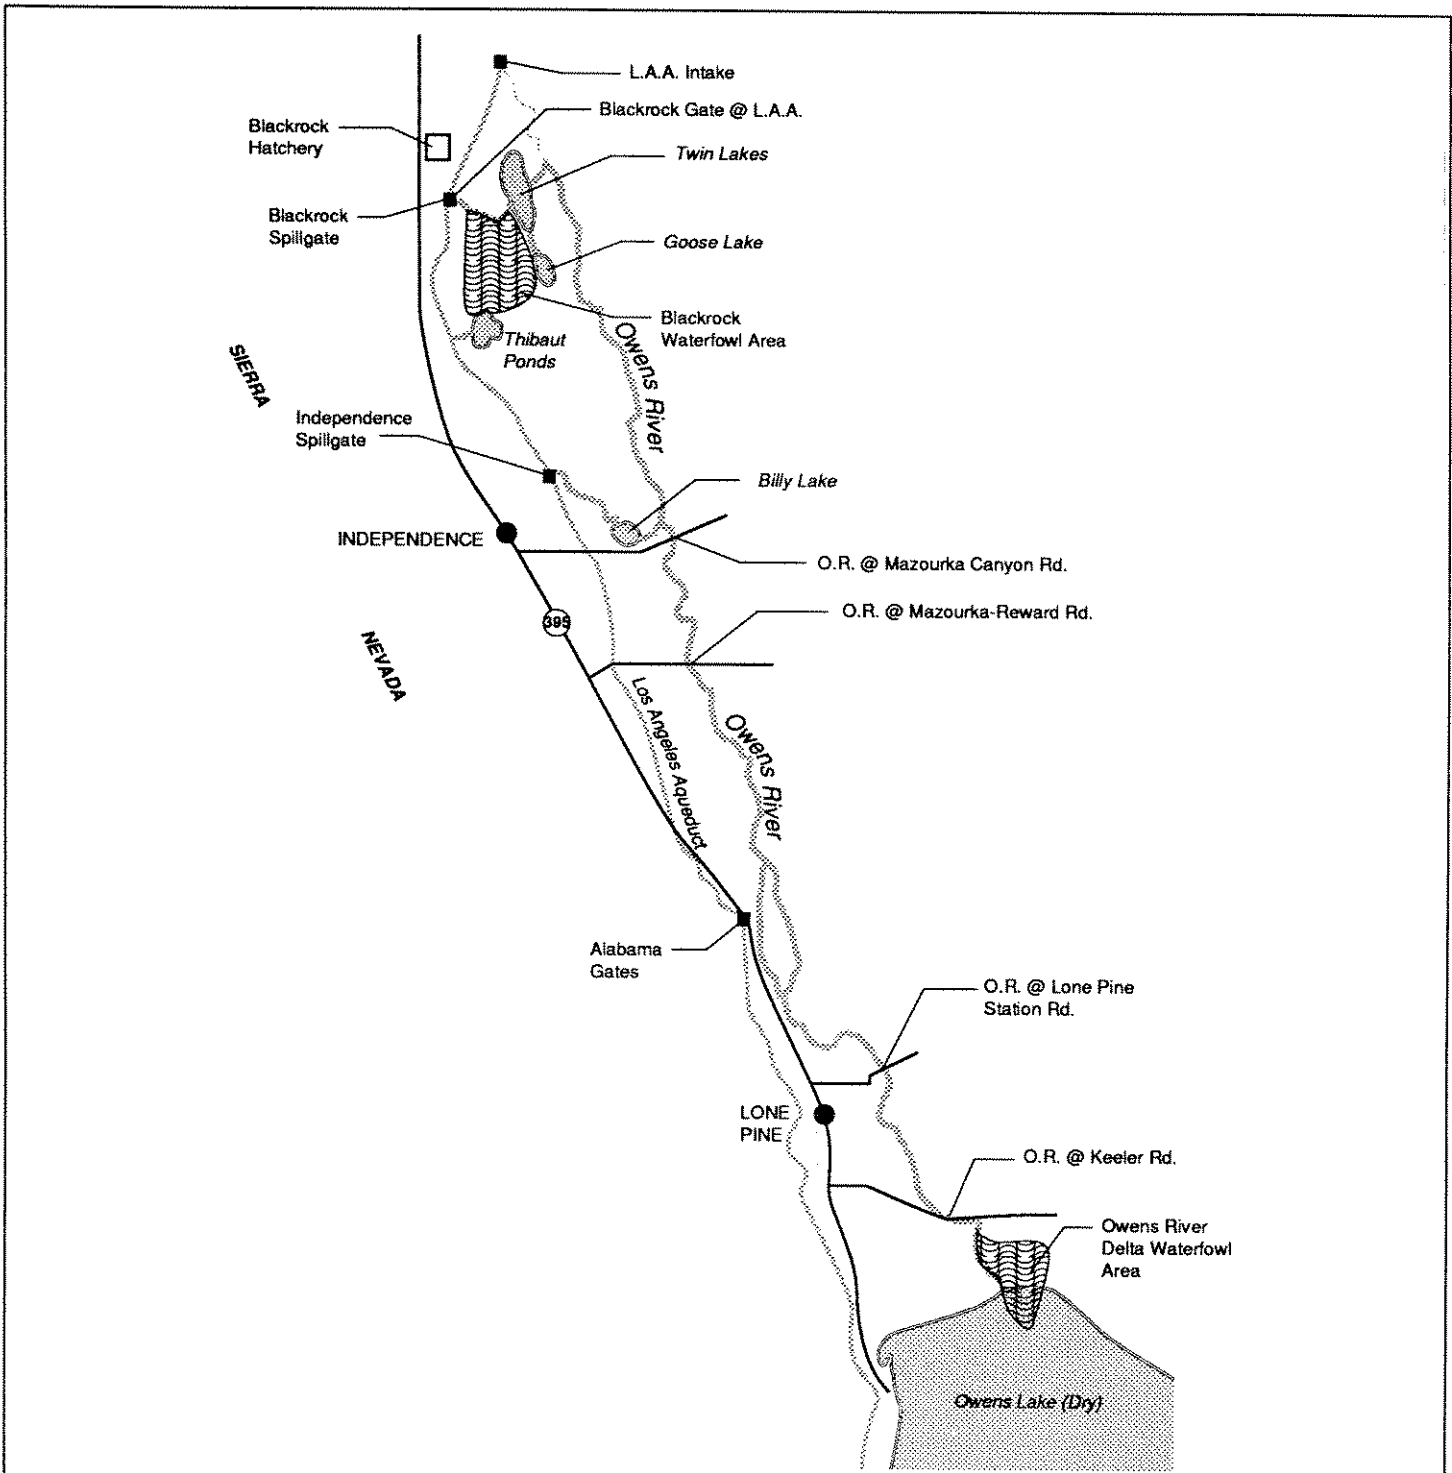 L.A.A. Intake
Blackrock Gate @ L.A.A.
Blackrock
Hatchery
Twin Lakes
Blackrock
Spillgate
Goose Lake
Blackrock
Waterfowl Area
Thibaut
Ponds
Owens River
SIERRA
Independence
Spillgate
Billy Lake
INDEPENDENCE
O.R. @ Mazourka Canyon Rd.
O.R. @ Mazourka-Reward Rd.
395
NEVADA
Los Angeles Aqueduct
Owens River
Alabama
Gates
O.R. @ Lone Pine
Station Rd.
LONE
PINE
O.R. @ Keeler Rd.
Owens River
Delta Waterfowl
Area
Owens Lake (Dry)